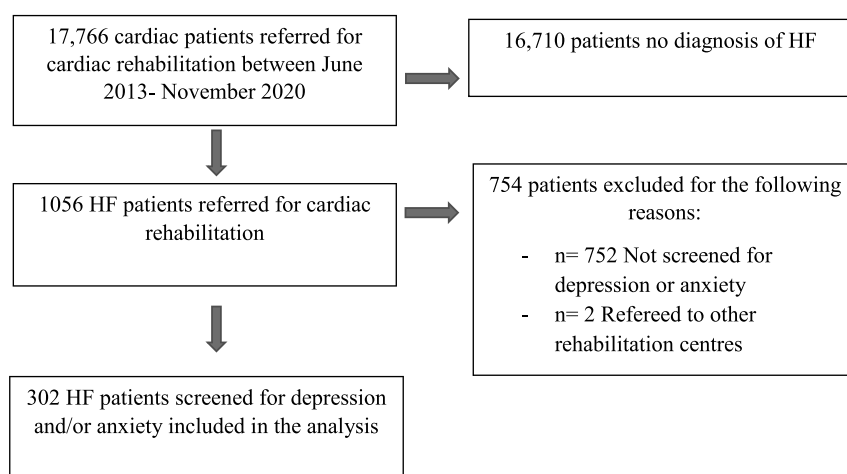 17,766 cardiac patients referred for
cardiac rehabilitation between June
2013- November 2020
16,710 patients no diagnosis of HF
1056 HF patients referred for cardiac
rehabilitation
754 patients excluded for the following
reasons:
- n= 752 Not screened for
depression or anxiety
- n= 2 Refereed to other
rehabilitation centres
302 HF patients screened for depression
and/or anxiety included in the analysis